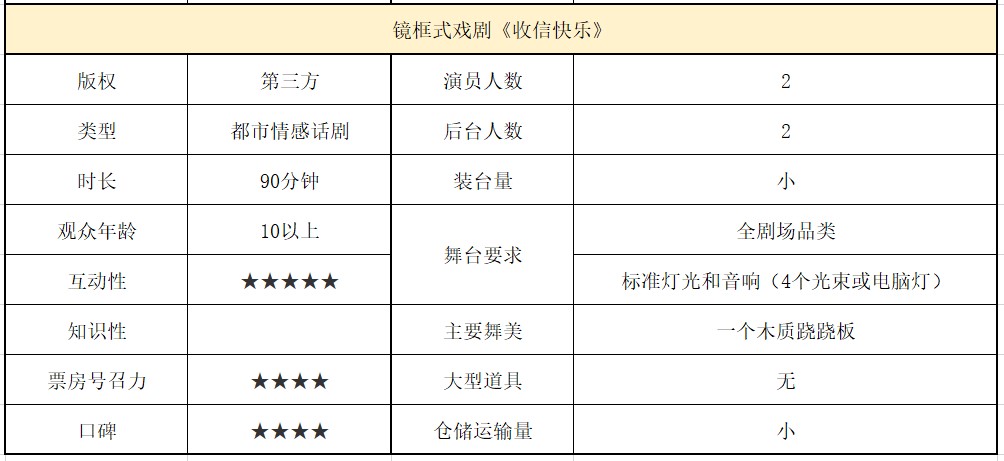 镜框式戏剧《收信快乐》
版权 第三方 演员人数 2
类型 都市情感话剧 后台人数 2
时长 90分钟 装台量 小
观众年龄 10以上 舞台要求 全剧场品类
互动性 ★★★★★ 标准灯光和音响（4个光束或电脑灯）
知识性 主要舞美 一个木质跷跷板
票房号召力 ★★★★ 大型道具 无
口碑 ★★★★ 仓储运输量 小